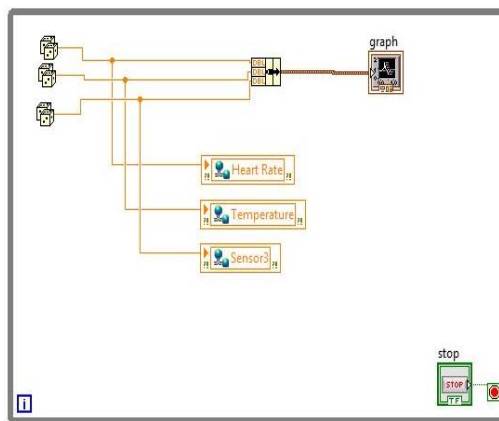 graph
DBL
DBL
DBL
Heart Rate
Temperature
Sensor3
stop
STOP
TF
i